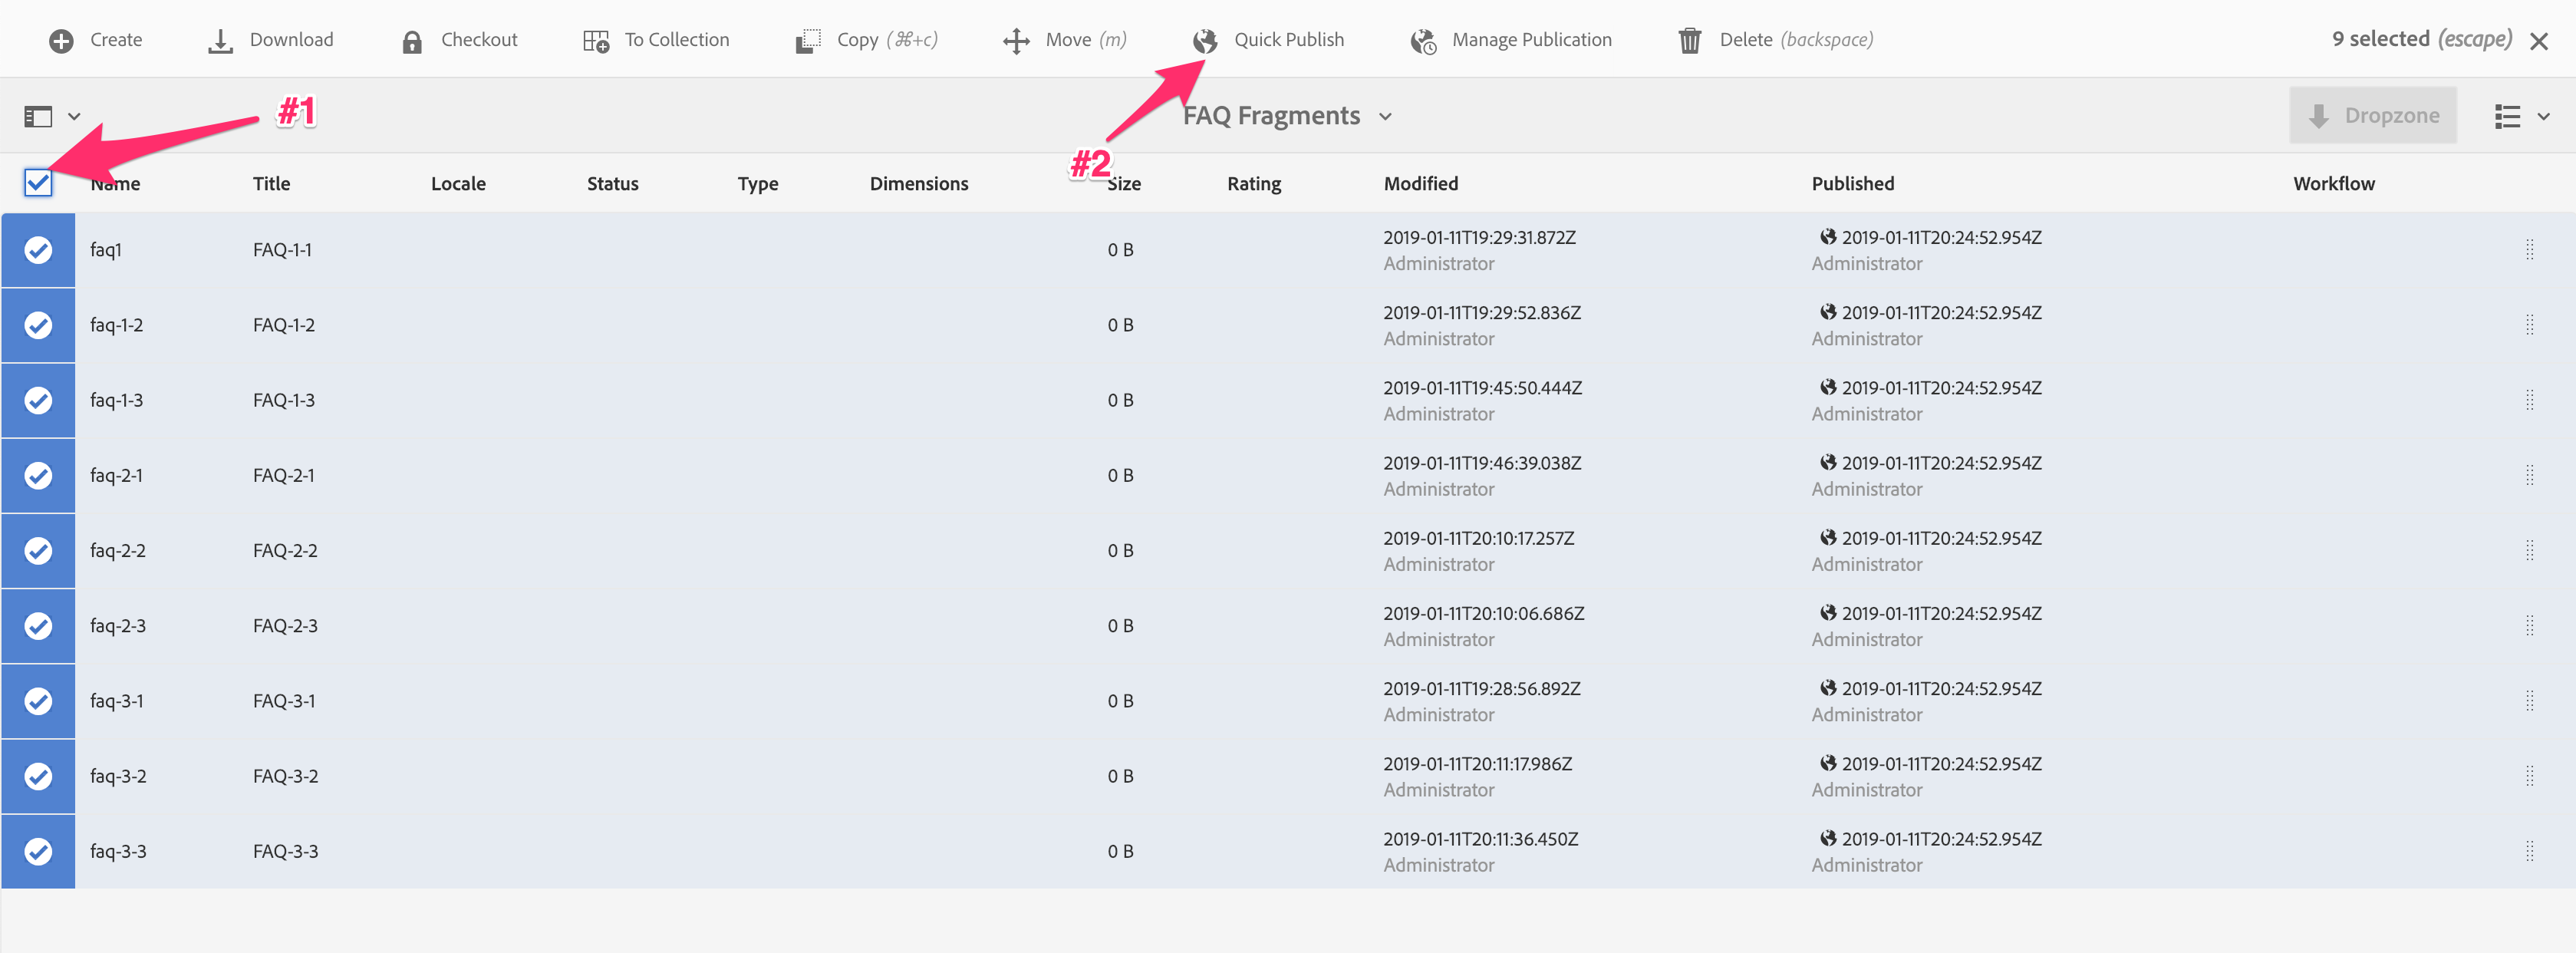 Create Download Checkout To Collection Copy (⌘+c) Move (m) Quick Publish Manage Publication Delete (backspace) 9 selected (escape)
#1
FAQ Fragments Dropzone
#2
Name Title Locale Status Type Dimensions Size Rating Modified Published Workflow
faq1 FAQ-1-1 0 B 2019-01-11T19:29:31.872Z 2019-01-11T20:24:52.954Z
Administrator Administrator
faq-1-2 FAQ-1-2 0 B 2019-01-11T19:29:52.836Z 2019-01-11T20:24:52.954Z
Administrator Administrator
faq-1-3 FAQ-1-3 0 B 2019-01-11T19:45:50.444Z 2019-01-11T20:24:52.954Z
Administrator Administrator
faq-2-1 FAQ-2-1 0 B 2019-01-11T19:46:39.038Z 2019-01-11T20:24:52.954Z
Administrator Administrator
faq-2-2 FAQ-2-2 0 B 2019-01-11T20:10:17.257Z 2019-01-11T20:24:52.954Z
Administrator Administrator
faq-2-3 FAQ-2-3 0 B 2019-01-11T20:10:06.686Z 2019-01-11T20:24:52.954Z
Administrator Administrator
faq-3-1 FAQ-3-1 0 B 2019-01-11T19:28:56.892Z 2019-01-11T20:24:52.954Z
Administrator Administrator
faq-3-2 FAQ-3-2 0 B 2019-01-11T20:11:17.986Z 2019-01-11T20:24:52.954Z
Administrator Administrator
faq-3-3 FAQ-3-3 0 B 2019-01-11T20:11:36.450Z 2019-01-11T20:24:52.954Z
Administrator Administrator